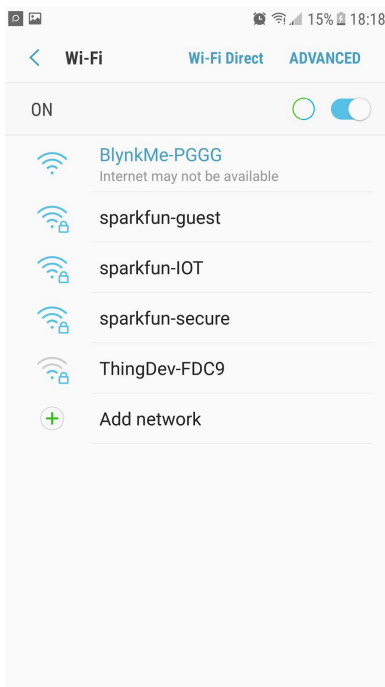 15% 18:18
Wi-Fi Wi-Fi Direct ADVANCED
ON
BlynkMe-PGGG
Internet may not be available
sparkfun-guest
sparkfun-IOT
sparkfun-secure
ThingDev-FDC9
Add network